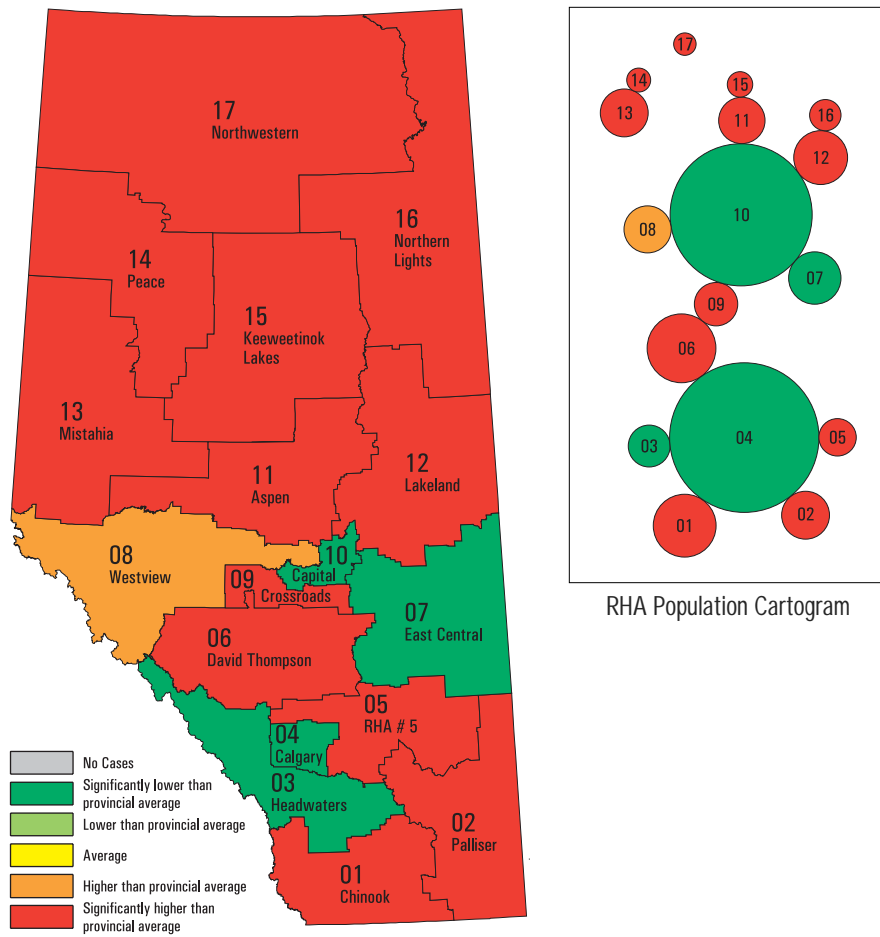 17
Northwestern
16
Northern
Lights
14
Peace
15
Keeweetinok
Lakes
13
Mistahia
11
Aspen
12
Lakeland
08
Westview
10
Capital
09
Crossroads
07
East Central
06
David Thompson
05
RHA # 5
04
Calgary
03
Headwaters
02
Palliser
01
Chinook
No Cases
Significantly lower than
provincial average
Lower than provincial average
Average
Higher than provincial average
Significantly higher than
provincial average
17
14
15
13
11
16
12
10
08
07
09
06
03
04
05
01
02
RHA Population Cartogram